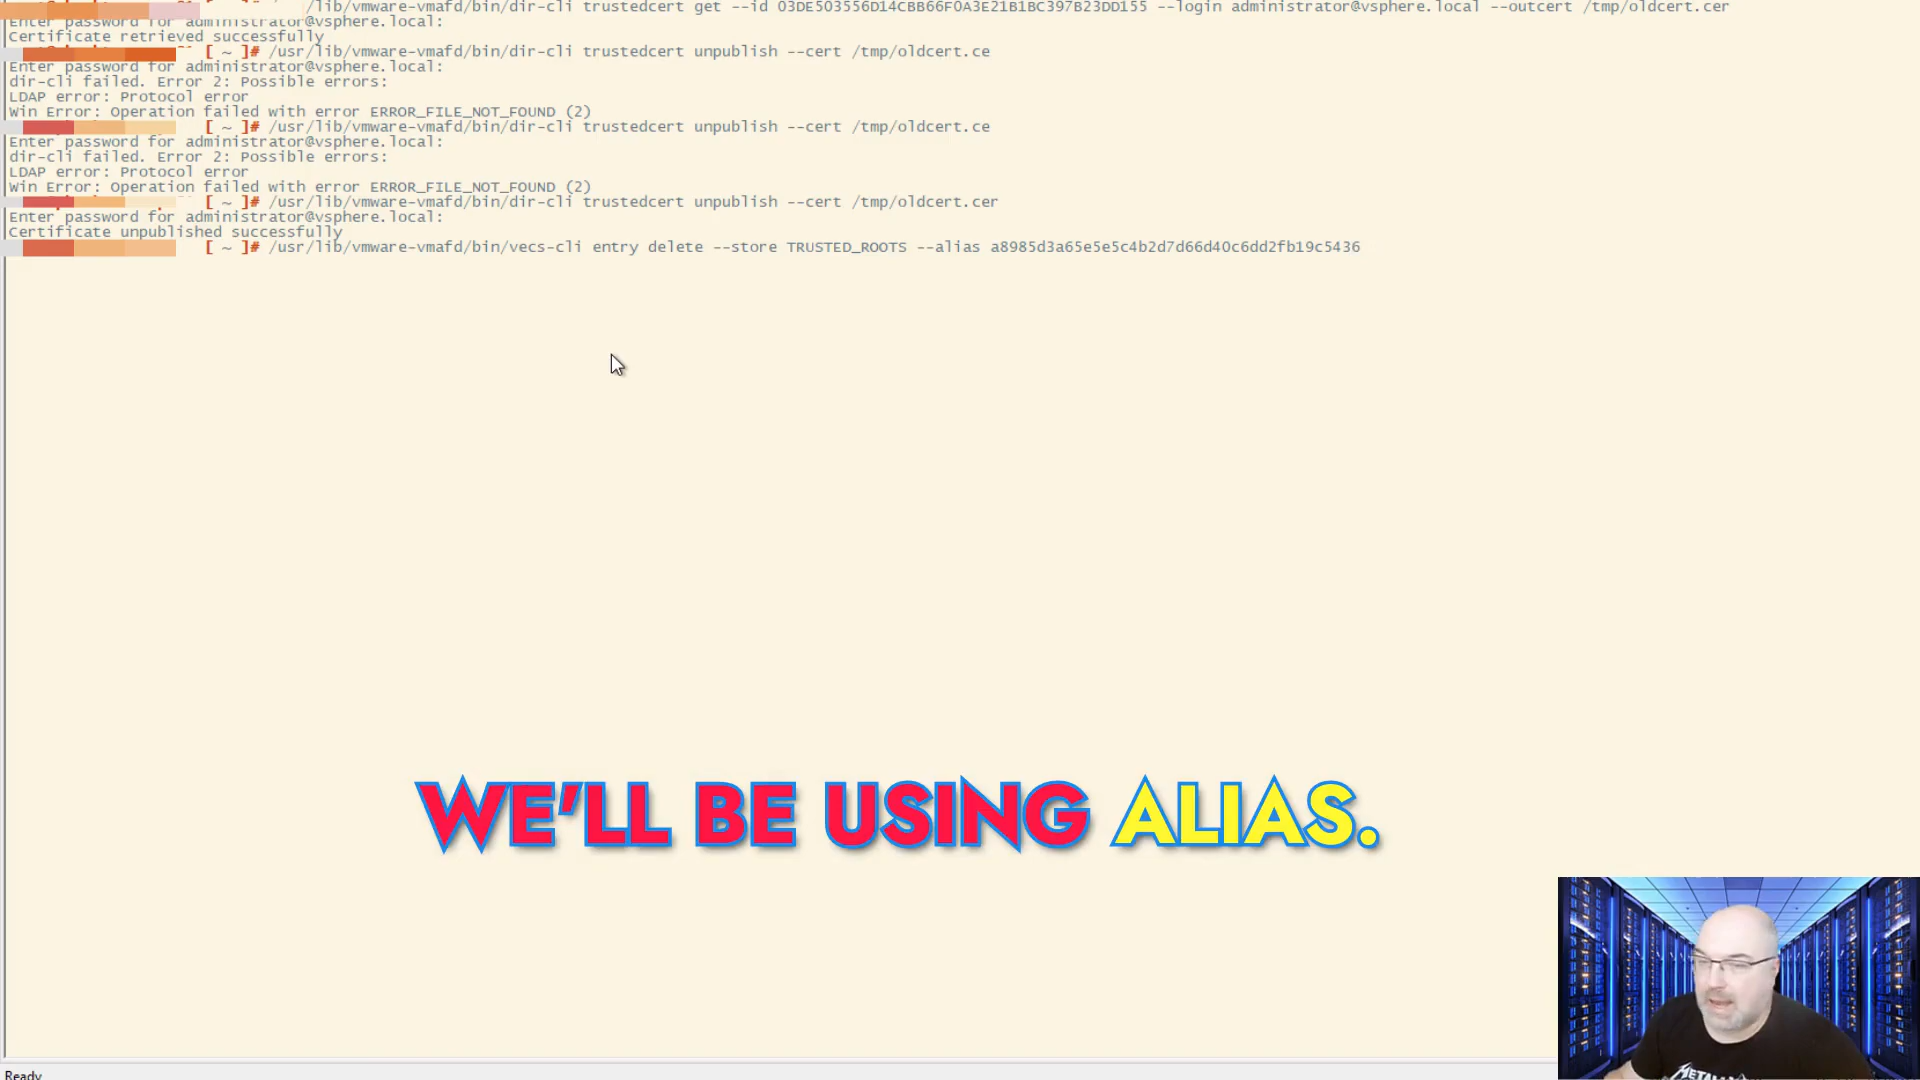 /lib/vmware-vmafd/bin/dir-cli trustedcert get --id 03DE503556D14CBB66F0A3E21B1BC397B23DD155 --login administrator@vsphere.local --outcert /tmp/oldcert.cer
Enter password for administrator@vsphere.local:
Certificate retrieved successfully
[ ~ ]# /usr/lib/vmware-vmafd/bin/dir-cli trustedcert unpublish --cert /tmp/oldcert.ce
Enter password for administrator@vsphere.local:
dir-cli failed. Error 2: Possible errors:
LDAP error: Protocol error
Win Error: Operation failed with error ERROR_FILE_NOT_FOUND (2)
[ ~ ]# /usr/lib/vmware-vmafd/bin/dir-cli trustedcert unpublish --cert /tmp/oldcert.ce
Enter password for administrator@vsphere.local:
dir-cli failed. Error 2: Possible errors:
LDAP error: Protocol error
Win Error: Operation failed with error ERROR_FILE_NOT_FOUND (2)
[ ~ ]# /usr/lib/vmware-vmafd/bin/dir-cli trustedcert unpublish --cert /tmp/oldcert.cer
Enter password for administrator@vsphere.local:
Certificate unpublished successfully
[ ~ ]# /usr/lib/vmware-vmafd/bin/vecs-cli entry delete --store TRUSTED_ROOTS --alias a8985d3a65e5e5c4b2d7d66d40c6dd2fb19c5436
WE'LL BE USING ALIAS.
Ready